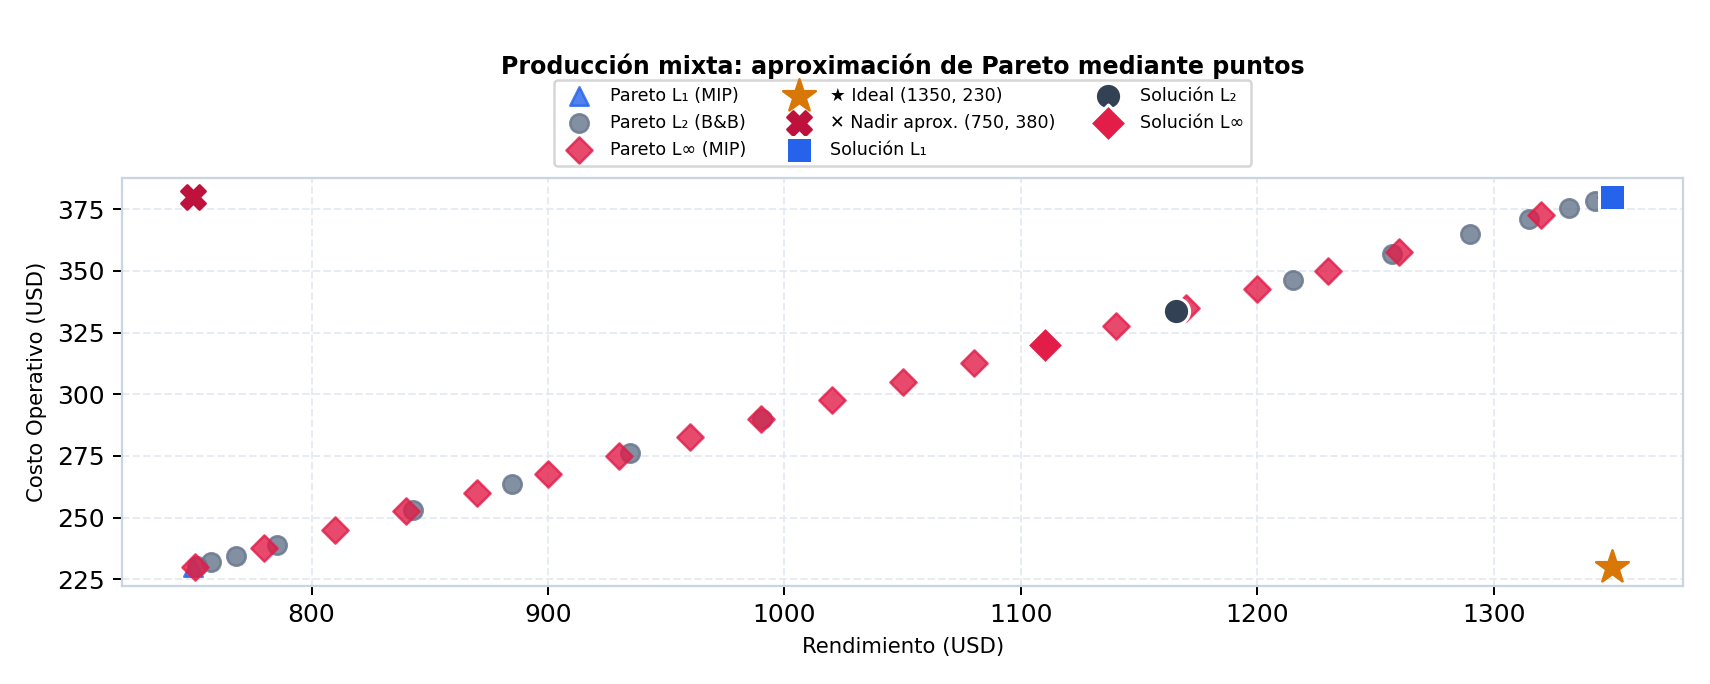 Producción mixta: aproximación de Pareto mediante puntos
Pareto L₁ (MIP)
Pareto L₂ (B&B)
Pareto L∞ (MIP)
★ Ideal (1350, 230)
✕ Nadir aprox. (750, 380)
Solución L₁
Solución L₂
Solución L∞
Costo Operativo (USD)
375
350
325
300
275
250
225
800
900
1000
1100
1200
1300
Rendimiento (USD)